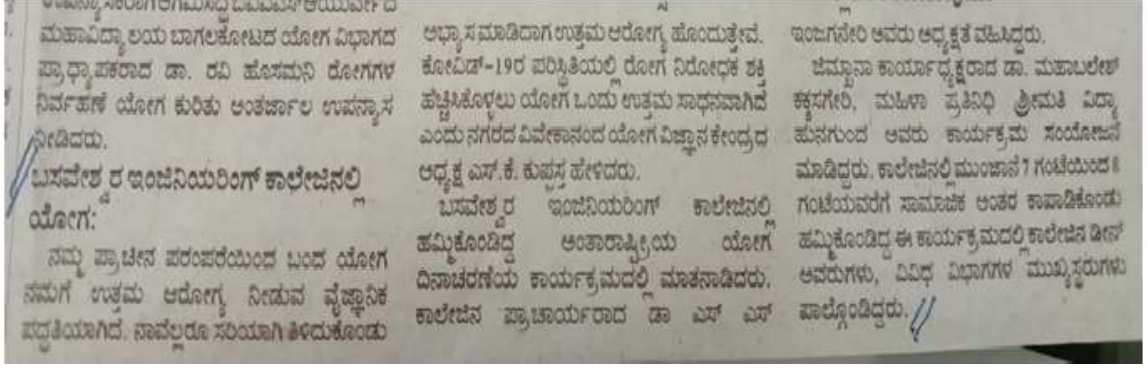 ಮಹಾವಿದ್ಯಾಲಯ ಬಾಗಲಕೋಟದ ಯೋಗ ವಿಭಾಗದ
ಪ್ರಾಧ್ಯಾಪಕರಾದ ಡಾ. ರವಿ ಹೊಸಮನಿ ರೋಗಗಳ
ನಿರ್ವಹಣೆ ಯೋಗ ಕುರಿತು ಅಂತರ್ಜಾಲ ಉಪನ್ಯಾಸ
ನೀಡಿದರು.
ಬಸವೇಶ್ವರ ಇಂಜಿನಿಯರಿಂಗ್ ಕಾಲೇಜಿನಲ್ಲಿ
ಯೋಗ:
ನಮ್ಮ ಪ್ರಾಚೀನ ಪರಂಪರೆಯಿಂದ ಬಂದ ಯೋಗ
ನಮಗೆ ಉತ್ತಮ ಆರೋಗ್ಯ ನೀಡುವ ವೈಜ್ಞಾನಿಕ
ಪದ್ಧತಿಯಾಗಿದೆ. ನಾವೆಲ್ಲರೂ ಸರಿಯಾಗಿ ತಿಳಿದುಕೊಂಡು
ಅಭ್ಯಾಸ ಮಾಡಿದಾಗ ಉತ್ತಮ ಆರೋಗ್ಯ ಹೊಂದುತ್ತೇವೆ.
ಕೋವಿಡ್-19ರ ಪರಿಸ್ಥಿತಿಯಲ್ಲಿ ರೋಗ ನಿರೋಧಕ ಶಕ್ತಿ
ಹೆಚ್ಚಿಸಿಕೊಳ್ಳಲು ಯೋಗ ಒಂದು ಉತ್ತಮ ಸಾಧನವಾಗಿದೆ
ಎಂದು ನಗರದ ವಿವೇಕಾನಂದ ಯೋಗ ವಿಜ್ಞಾನ ಕೇಂದ್ರದ
ಅಧ್ಯಕ್ಷ ಎಸ್.ಕೆ. ಕುಪ್ಪಸ್ತ ಹೇಳಿದರು.
ಬಸವೇಶ್ವರ ಇಂಜಿನಿಯರಿಂಗ್ ಕಾಲೇಜಿನಲ್ಲಿ
ಹಮ್ಮಿಕೊಂಡಿದ್ದ ಅಂತಾರಾಷ್ಟ್ರೀಯ ಯೋಗ
ದಿನಾಚರಣೆಯ ಕಾರ್ಯಕ್ರಮದಲ್ಲಿ ಮಾತನಾಡಿದರು.
ಕಾಲೇಜಿನ ಪ್ರಾಚಾರ್ಯರಾದ ಡಾ ಎಸ್ ಎಸ್
ಇಂಜಗನೇರಿ ಅವರು ಅಧ್ಯಕ್ಷತೆ ವಹಿಸಿದ್ದರು.
ಜಿಮ್ಖಾನಾ ಕಾರ್ಯಾಧ್ಯಕ್ಷರಾದ ಡಾ. ಮಹಾಬಲೇಶ್
ಕಕ್ಕಸಗೇರಿ, ಮಹಿಳಾ ಪ್ರತಿನಿಧಿ ಶ್ರೀಮತಿ ವಿದ್ಯಾ
ಹುನಗುಂದ ಅವರು ಕಾರ್ಯಕ್ರಮ ಸಂಯೋಜನೆ
ಮಾಡಿದ್ದರು. ಕಾಲೇಜಿನಲ್ಲಿ ಮುಂಜಾನೆ 7 ಗಂಟೆಯಿಂದ 8
ಗಂಟೆಯವರೆಗೆ ಸಾಮಾಜಿಕ ಅಂತರ ಕಾಪಾಡಿಕೊಂಡು
ಹಮ್ಮಿಕೊಂಡಿದ್ದ ಈ ಕಾರ್ಯಕ್ರಮದಲ್ಲಿ ಕಾಲೇಜಿನ ಡೀನ್
ಅವರುಗಳು, ವಿವಿಧ ವಿಭಾಗಗಳ ಮುಖ್ಯಸ್ಥರುಗಳು
ಪಾಲ್ಗೊಂಡಿದ್ದರು.